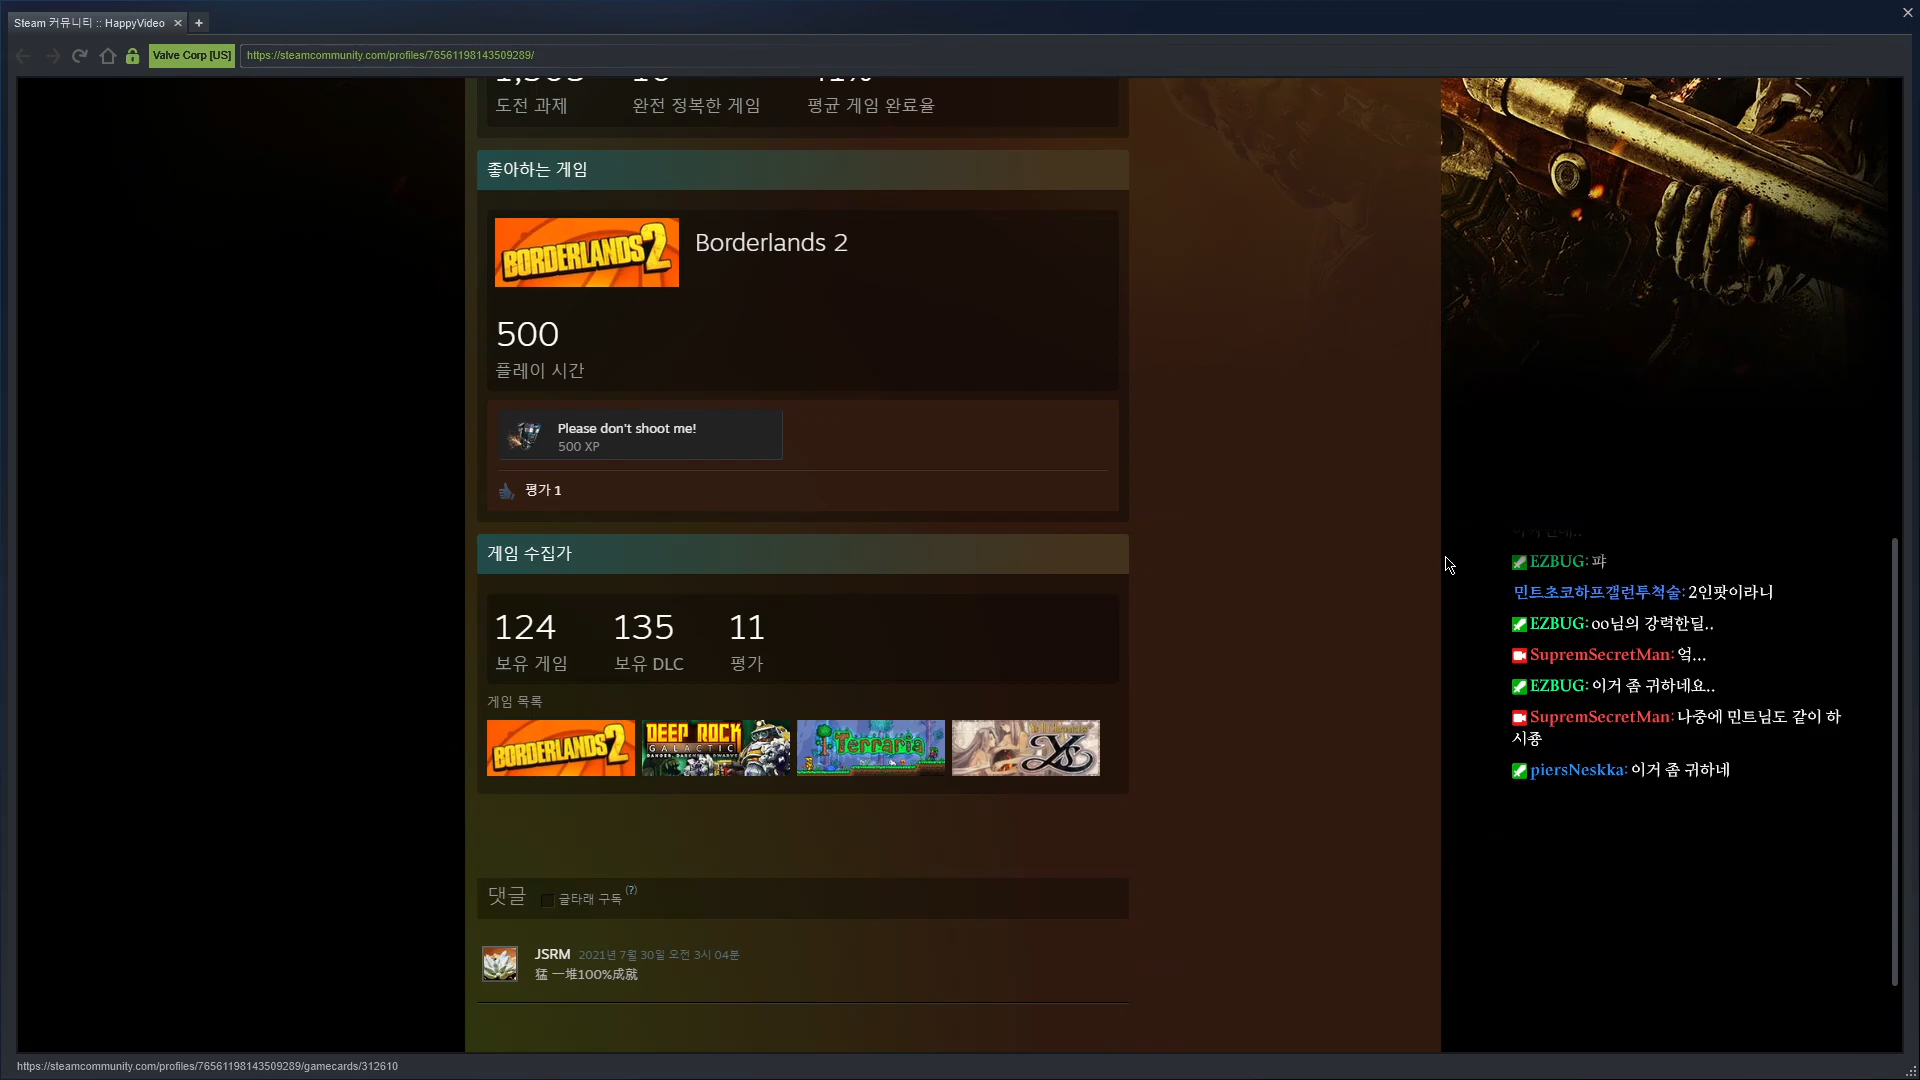 Steam 커뮤니티 :: HappyVideo
Valve Corp [US]
https://steamcommunity.com/profiles/76561198143509289/
도전 과제
완전 정복한 게임
평균 게임 완료율
좋아하는 게임
BORDERLANDS 2
Borderlands 2
500
플레이 시간
Please don't shoot me!
500 XP
평가 1
게임 수집가
124
135
11
보유 게임
보유 DLC
평가
게임 목록
BORDERLANDS 2
DEEP ROCK
GALACTIC
DANGER. DARKNESS. DWARVES.
Terraria
Ys
댓글
글타래 구독 (?)
JSRM 2021년 7월 30일 오전 3시 04분
猛 一堆100%成就
EZBUG: 퍄
민트초코하프갤런투척술: 2인팟이라니
EZBUG: oo님의 강력한딜..
SupremSecretMan: 엌...
EZBUG: 이거 좀 귀하네요..
SupremSecretMan: 나중에 민트님도 같이 하
시죵
piersNeskka: 이거 좀 귀하네
https://steamcommunity.com/profiles/76561198143509289/gamecards/312610